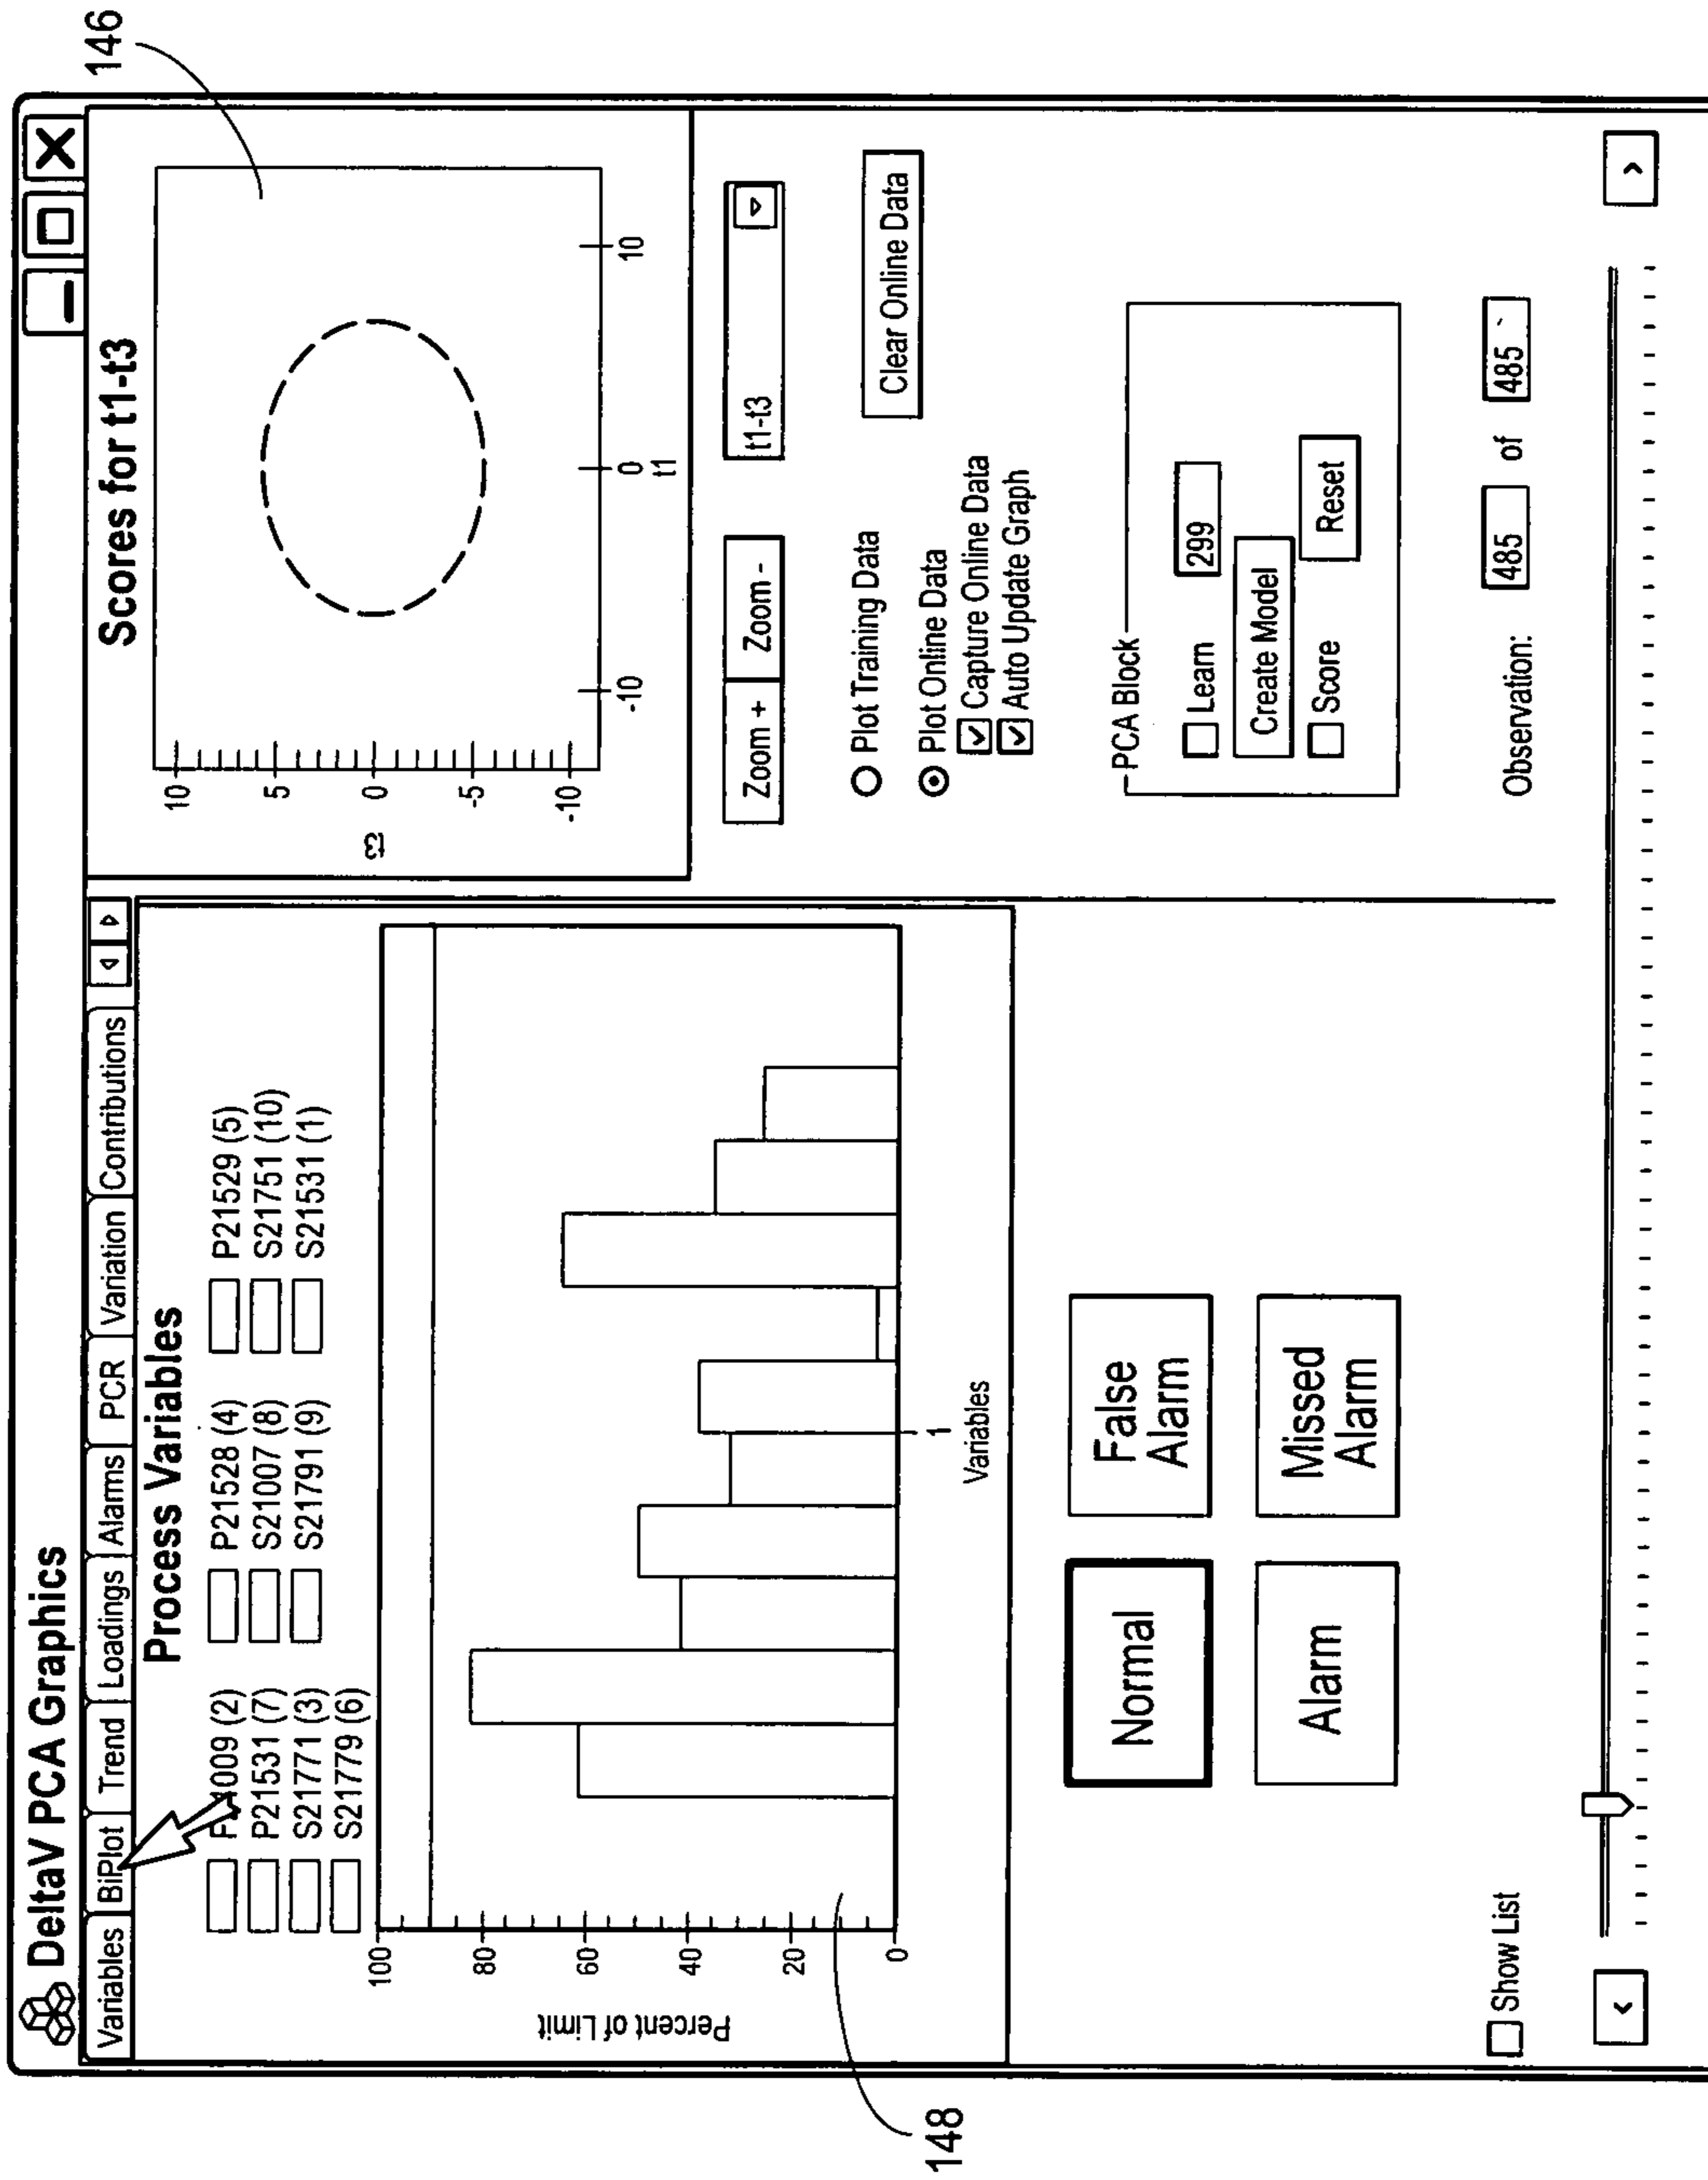 DeltaV PCA Graphics
Variables BiPlot Trend Loadings Alarms PCR Variation Contributions
Process Variables
P21528 (4) P21529 (5)
P21531 (7) S21007 (8) S21751 (10)
S21771 (3) S21791 (9) S21531 (1)
S21779 (6)
100
80
60
40
20
0
Percent of Limit
1
Variables
148
Normal
False
Alarm
Alarm
Missed
Alarm
Show List
<
146
Scores for t1-t3
10
5
0
-5
-10
t3
-10 0 10
t1
Zoom + Zoom - t1-t3
Plot Training Data
Plot Online Data
Capture Online Data
Auto Update Graph
Clear Online Data
PCA Block
Learn 299
Create Model
Score Reset
Observation: 485 of 485
>